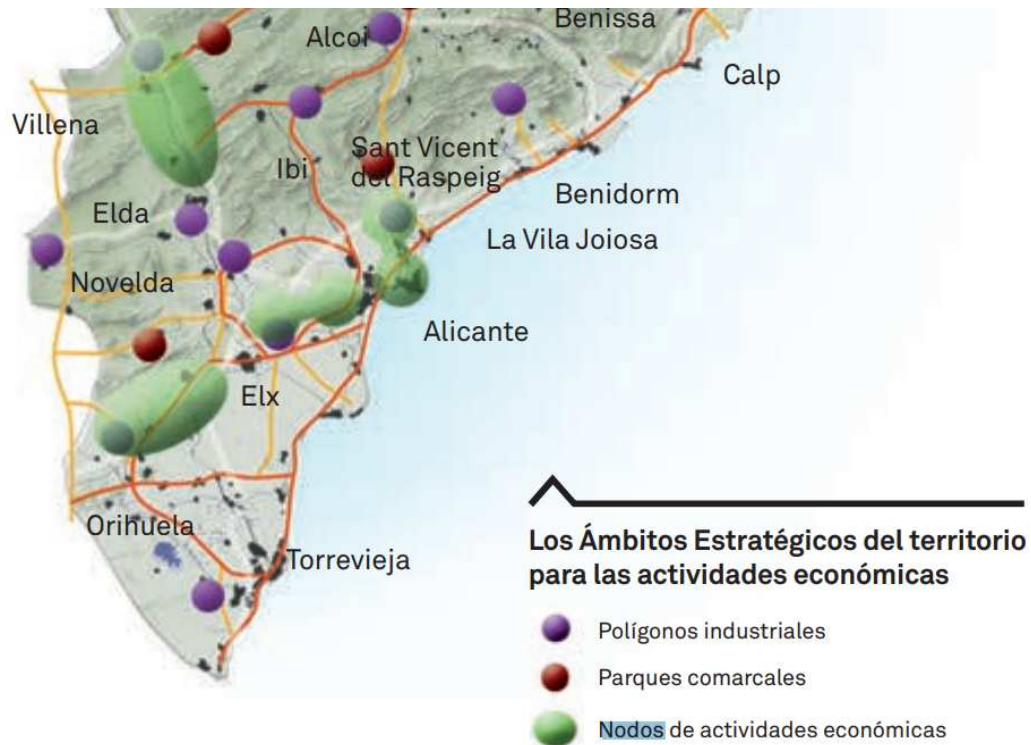 Benissa
Alcoi
Calp
Villena
Sant Vicent
del Raspeig
Ibi
Benidorm
Elda
La Vila Joiosa
Novelda
Alicante
Elx
Orihuela
Torrevieja
Los Ámbitos Estratégicos del territorio
para las actividades económicas
Polígonos industriales
Parques comarcales
Nodos de actividades económicas